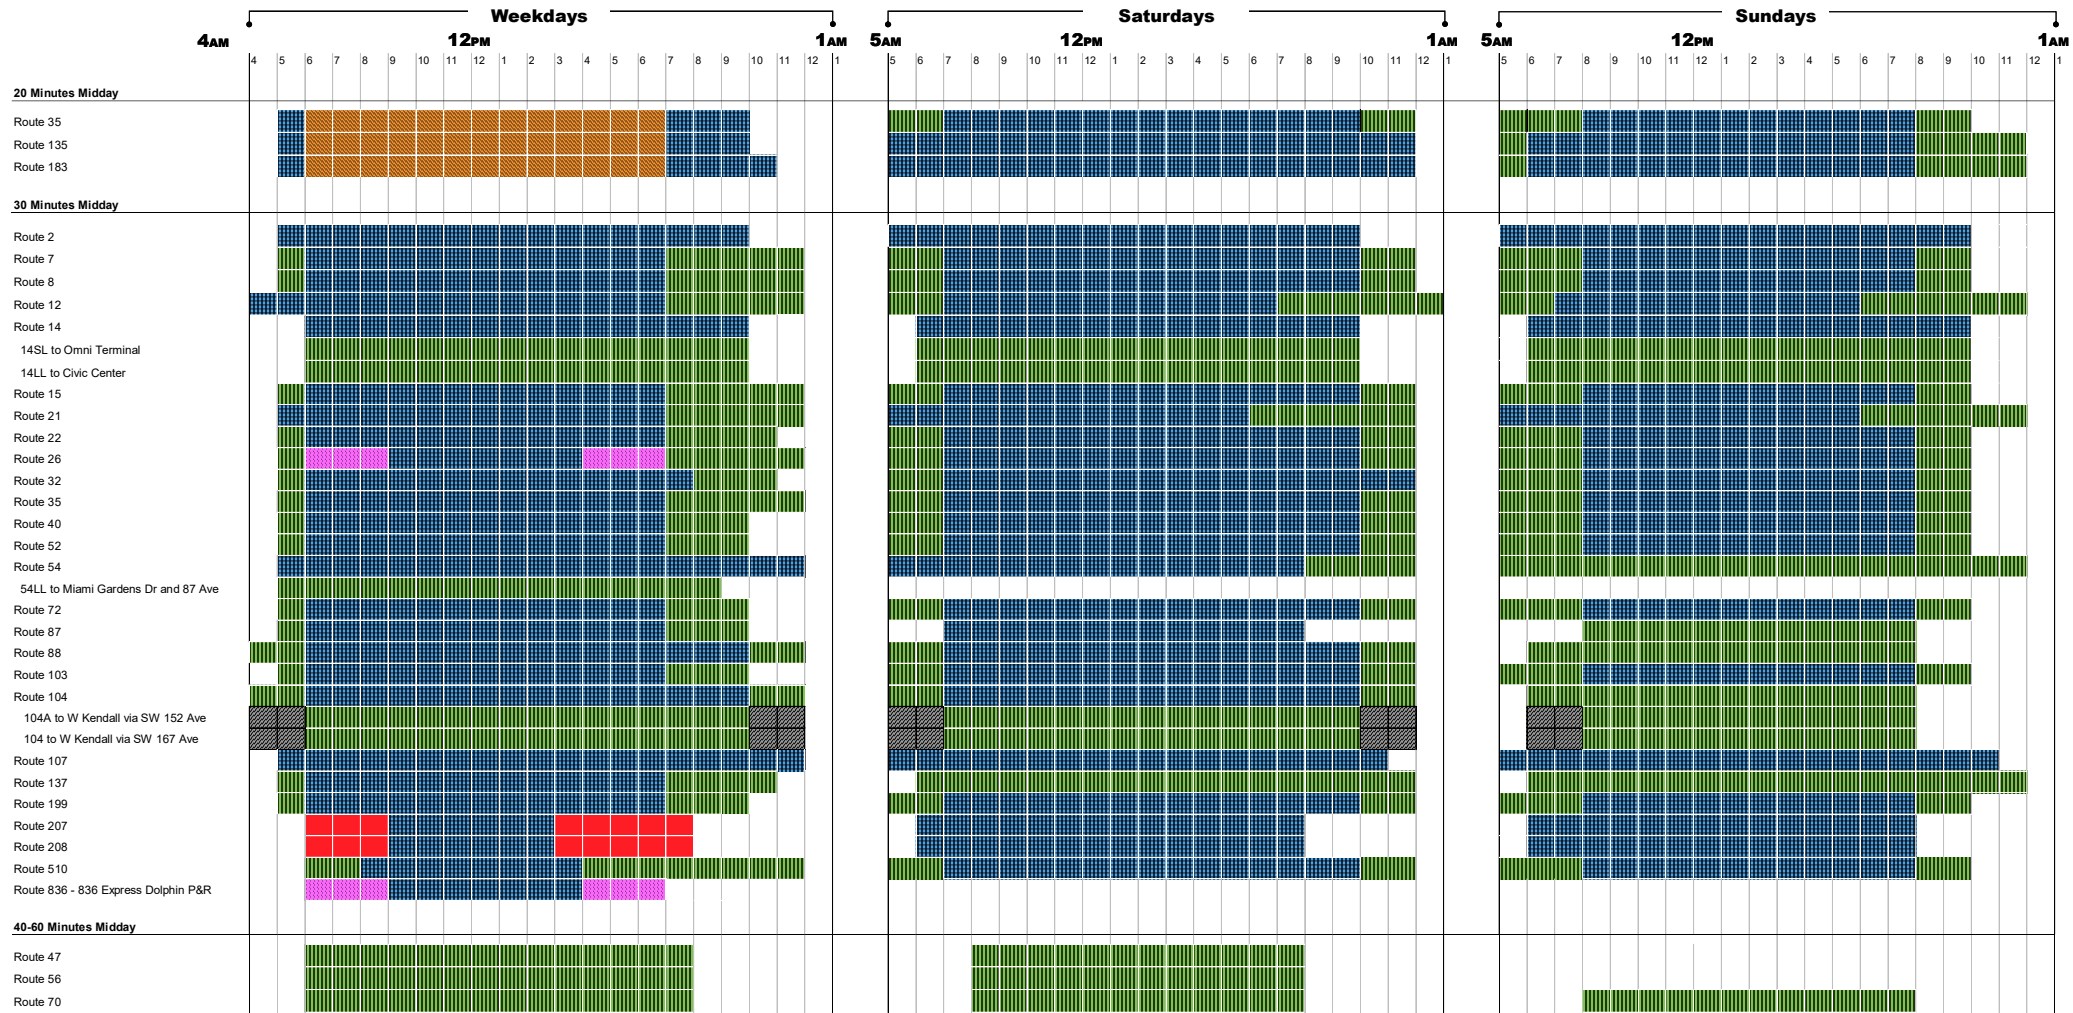 Weekdays Saturdays Sundays
4AM 12PM 1AM 5AM 12PM 1AM 5AM 12PM 1AM
4 5 6 7 8 9 10 11 12 1 2 3 4 5 6 7 8 9 10 11 12 1 5 6 7 8 9 10 11 12 1 2 3 4 5 6 7 8 9 10 11 12 1 5 6 7 8 9 10 11 12 1 2 3 4 5 6 7 8 9 10 11 12 1
20 Minutes Midday
Route 35
Route 135
Route 183
30 Minutes Midday
Route 2
Route 7
Route 8
Route 12
Route 14
14SL to Omni Terminal
14LL to Civic Center
Route 15
Route 21
Route 22
Route 26
Route 32
Route 35
Route 40
Route 52
Route 54
54LL to Miami Gardens Dr and 87 Ave
Route 72
Route 87
Route 88
Route 103
Route 104
104A to W Kendall via SW 152 Ave
104 to W Kendall via SW 167 Ave
Route 107
Route 137
Route 199
Route 207
Route 208
Route 510
Route 836 - 836 Express Dolphin P&R
40-60 Minutes Midday
Route 47
Route 56
Route 70